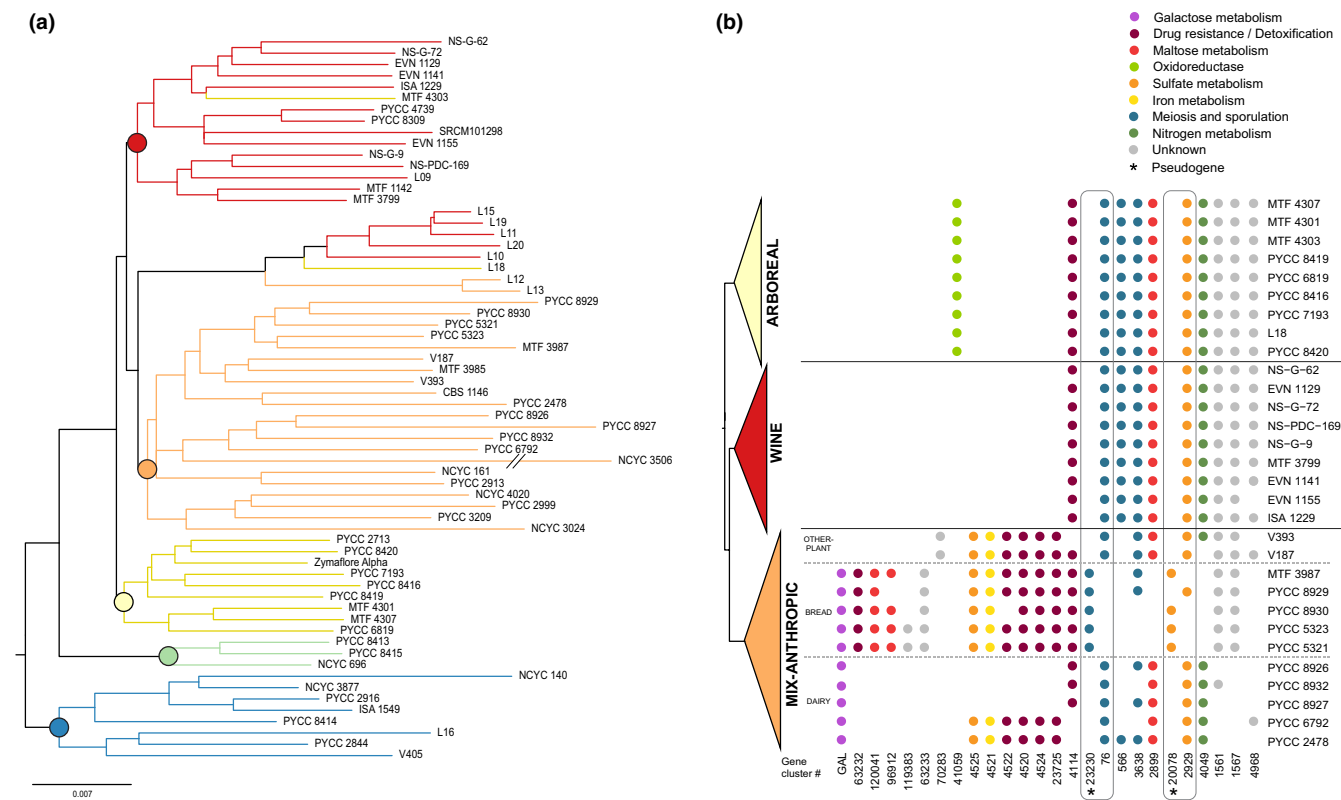 (a)
NS-G-62
NS-G-72
EVN 1129
EVN 1141
ISA 1229
MTF 4303
PYCC 4739
PYCC 8309
SRCM101298
EVN 1155
NS-G-9
NS-PDC-169
L09
MTF 1142
MTF 3799
L15
L19
L11
L20
L10
L18
L12
L13
PYCC 8929
PYCC 8930
PYCC 5321
PYCC 5323
MTF 3987
V187
MTF 3985
V393
CBS 1146
PYCC 2478
PYCC 8926
PYCC 8927
PYCC 8932
PYCC 6792
NCYC 3506
NCYC 161
PYCC 2913
NCYC 4020
PYCC 2999
PYCC 3209
NCYC 3024
PYCC 2713
PYCC 8420
Zymaflore Alpha
PYCC 7193
PYCC 8416
PYCC 8419
MTF 4301
MTF 4307
PYCC 6819
PYCC 8413
PYCC 8415
NCYC 696
NCYC 140
NCYC 3877
PYCC 2916
ISA 1549
PYCC 8414
L16
PYCC 2844
V405
0.007
(b)
Galactose metabolism
Drug resistance / Detoxification
Maltose metabolism
Oxidoreductase
Sulfate metabolism
Iron metabolism
Meiosis and sporulation
Nitrogen metabolism
Unknown
* Pseudogene
ARBOREAL
MTF 4307
MTF 4301
MTF 4303
PYCC 8419
PYCC 6819
PYCC 8416
PYCC 7193
L18
PYCC 8420
WINE
NS-G-62
EVN 1129
NS-G-72
NS-PDC-169
NS-G-9
MTF 3799
EVN 1141
EVN 1155
ISA 1229
MIX-ANTHROPIC
OTHER-
PLANT
V393
V187
BREAD
MTF 3987
PYCC 8929
PYCC 8930
PYCC 5323
PYCC 5321
DAIRY
PYCC 8926
PYCC 8932
PYCC 8927
PYCC 6792
PYCC 2478
Gene
cluster #
GAL
63232
120041
96912
119383
63233
70283
41059
4525
4521
4522
4520
4524
23725
4114
* 23230
76
566
3638
2899
* 20078
2929
4049
1561
1567
4968